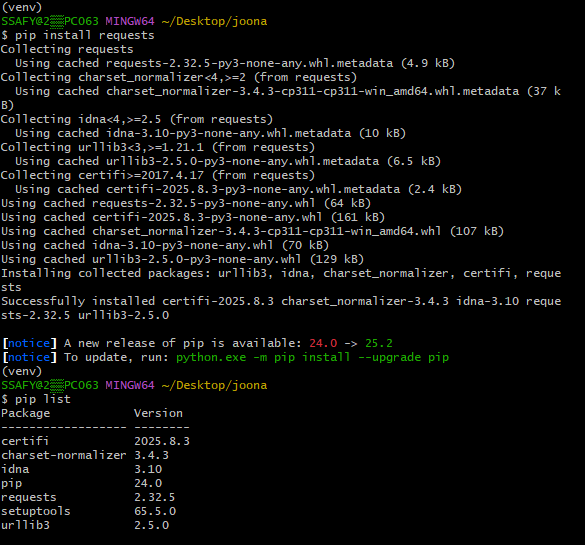 (venv)
SSAFY@2▒▒PC063 MINGW64 ~/Desktop/joona
$ pip install requests
Collecting requests
  Using cached requests-2.32.5-py3-none-any.whl.metadata (4.9 kB)
Collecting charset_normalizer<4,>=2 (from requests)
  Using cached charset_normalizer-3.4.3-cp311-cp311-win_amd64.whl.metadata (37 k
B)
Collecting idna<4,>=2.5 (from requests)
  Using cached idna-3.10-py3-none-any.whl.metadata (10 kB)
Collecting urllib3<3,>=1.21.1 (from requests)
  Using cached urllib3-2.5.0-py3-none-any.whl.metadata (6.5 kB)
Collecting certifi>=2017.4.17 (from requests)
  Using cached certifi-2025.8.3-py3-none-any.whl.metadata (2.4 kB)
Using cached requests-2.32.5-py3-none-any.whl (64 kB)
Using cached certifi-2025.8.3-py3-none-any.whl (161 kB)
Using cached charset_normalizer-3.4.3-cp311-cp311-win_amd64.whl (107 kB)
Using cached idna-3.10-py3-none-any.whl (70 kB)
Using cached urllib3-2.5.0-py3-none-any.whl (129 kB)
Installing collected packages: urllib3, idna, charset_normalizer, certifi, reque
sts
Successfully installed certifi-2025.8.3 charset_normalizer-3.4.3 idna-3.10 reque
sts-2.32.5 urllib3-2.5.0

[notice] A new release of pip is available: 24.0 -> 25.2
[notice] To update, run: python.exe -m pip install --upgrade pip
(venv)
SSAFY@2▒▒PC063 MINGW64 ~/Desktop/joona
$ pip list
Package            Version
------------------ --------
certifi            2025.8.3
charset-normalizer 3.4.3
idna               3.10
pip                24.0
requests           2.32.5
setuptools         65.5.0
urllib3            2.5.0